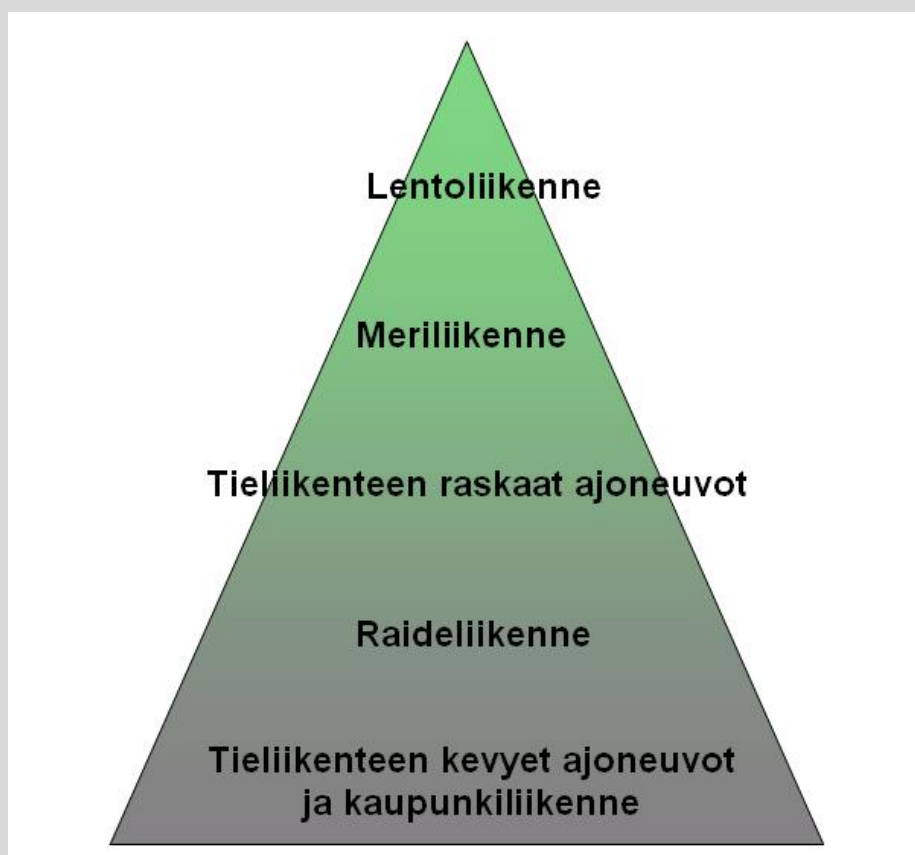 Lentoliikenne
Meriliikenne
Tieliikenteen raskaat ajoneuvot
Raideliikenne
Tieliikenteen kevyet ajoneuvot
ja kaupunkiliikenne